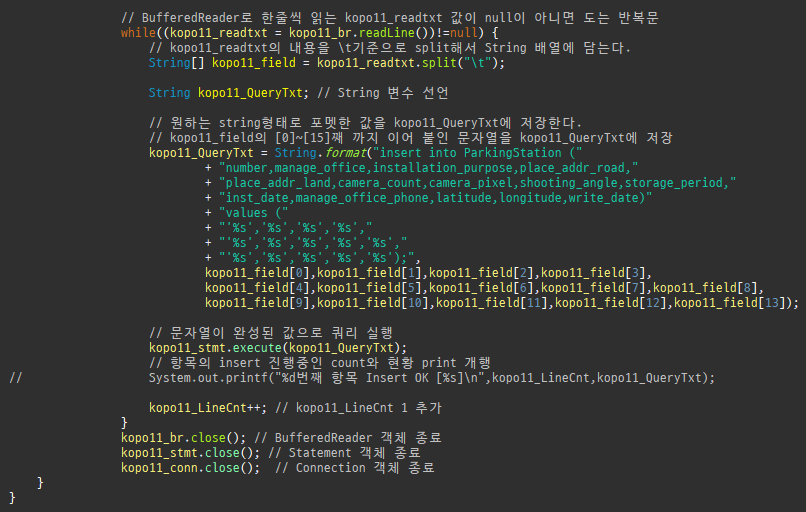 // BufferedReader로 한줄씩 읽는 kopo11_readtxt 값이 null이 아니면 도는 반복문
while((kopo11_readtxt = kopo11_br.readLine())!=null) {
// kopo11_readtxt의 내용을 \t기준으로 split해서 String 배열에 담는다.
String[] kopo11_field = kopo11_readtxt.split("\t");
String kopo11_QueryTxt; // String 변수 선언
// 원하는 string형태로 포멧한 값을 kopo11_QueryTxt에 저장한다.
// kopo11_field의 [0]~[15]째 까지 이어 붙인 문자열을 kopo11_QueryTxt에 저장
kopo11_QueryTxt = String.format("insert into ParkingStation ("
+ "number,manage_office,installation_purpose,place_addr_road,"
+ "place_addr_land,camera_count,camera_pixel,shooting_angle,storage_period,"
+ "inst_date,manage_office_phone,latitude,longitude,write_date)"
+ "values ("
+ "'%s','%s','%s','%s',"
+ "'%s','%s','%s','%s','%s',"
+ "'%s','%s','%s','%s','%s');",
kopo11_field[0],kopo11_field[1],kopo11_field[2],kopo11_field[3],
kopo11_field[4],kopo11_field[5],kopo11_field[6],kopo11_field[7],kopo11_field[8],
kopo11_field[9],kopo11_field[10],kopo11_field[11],kopo11_field[12],kopo11_field[13]);
// 문자열이 완성된 값으로 쿼리 실행
kopo11_stmt.execute(kopo11_QueryTxt);
// 항목의 insert 진행중인 count와 현황 print 개행
// System.out.printf("%d번째 항목 Insert OK [%s]\n",kopo11_LineCnt,kopo11_QueryTxt);
kopo11_LineCnt++; // kopo11_LineCnt 1 추가
}
kopo11_br.close(); // BufferedReader 객체 종료
kopo11_stmt.close(); // Statement 객체 종료
kopo11_conn.close();  // Connection 객체 종료
}
}